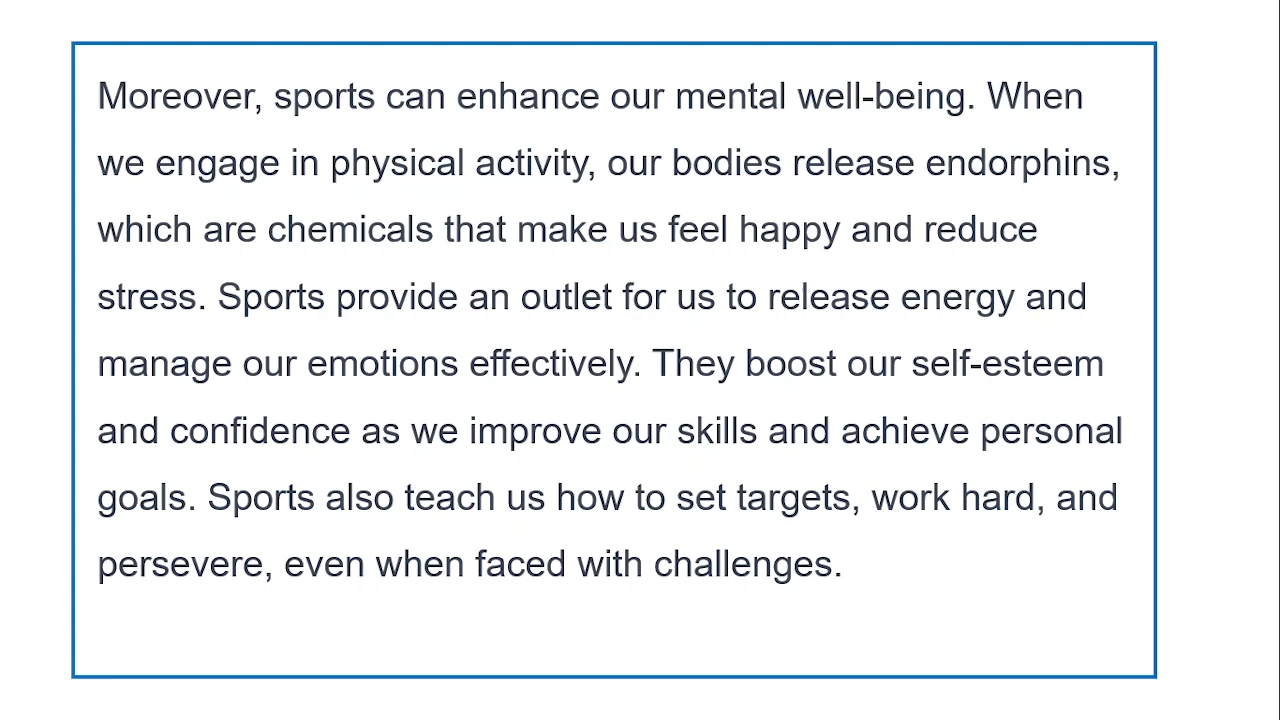 Moreover, sports can enhance our mental well-being. When
we engage in physical activity, our bodies release endorphins,
which are chemicals that make us feel happy and reduce
stress. Sports provide an outlet for us to release energy and
manage our emotions effectively. They boost our self-esteem
and confidence as we improve our skills and achieve personal
goals. Sports also teach us how to set targets, work hard, and
persevere, even when faced with challenges.